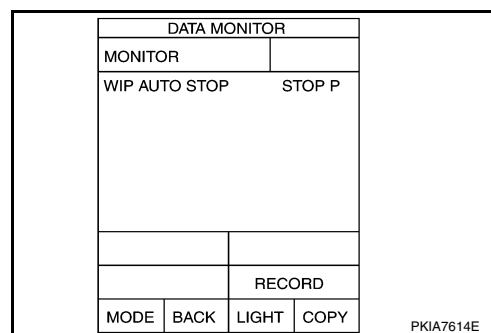 DATA MONITOR
MONITOR
WIP AUTO STOP STOP P
RECORD
MODE BACK LIGHT COPY
PKIA7614E